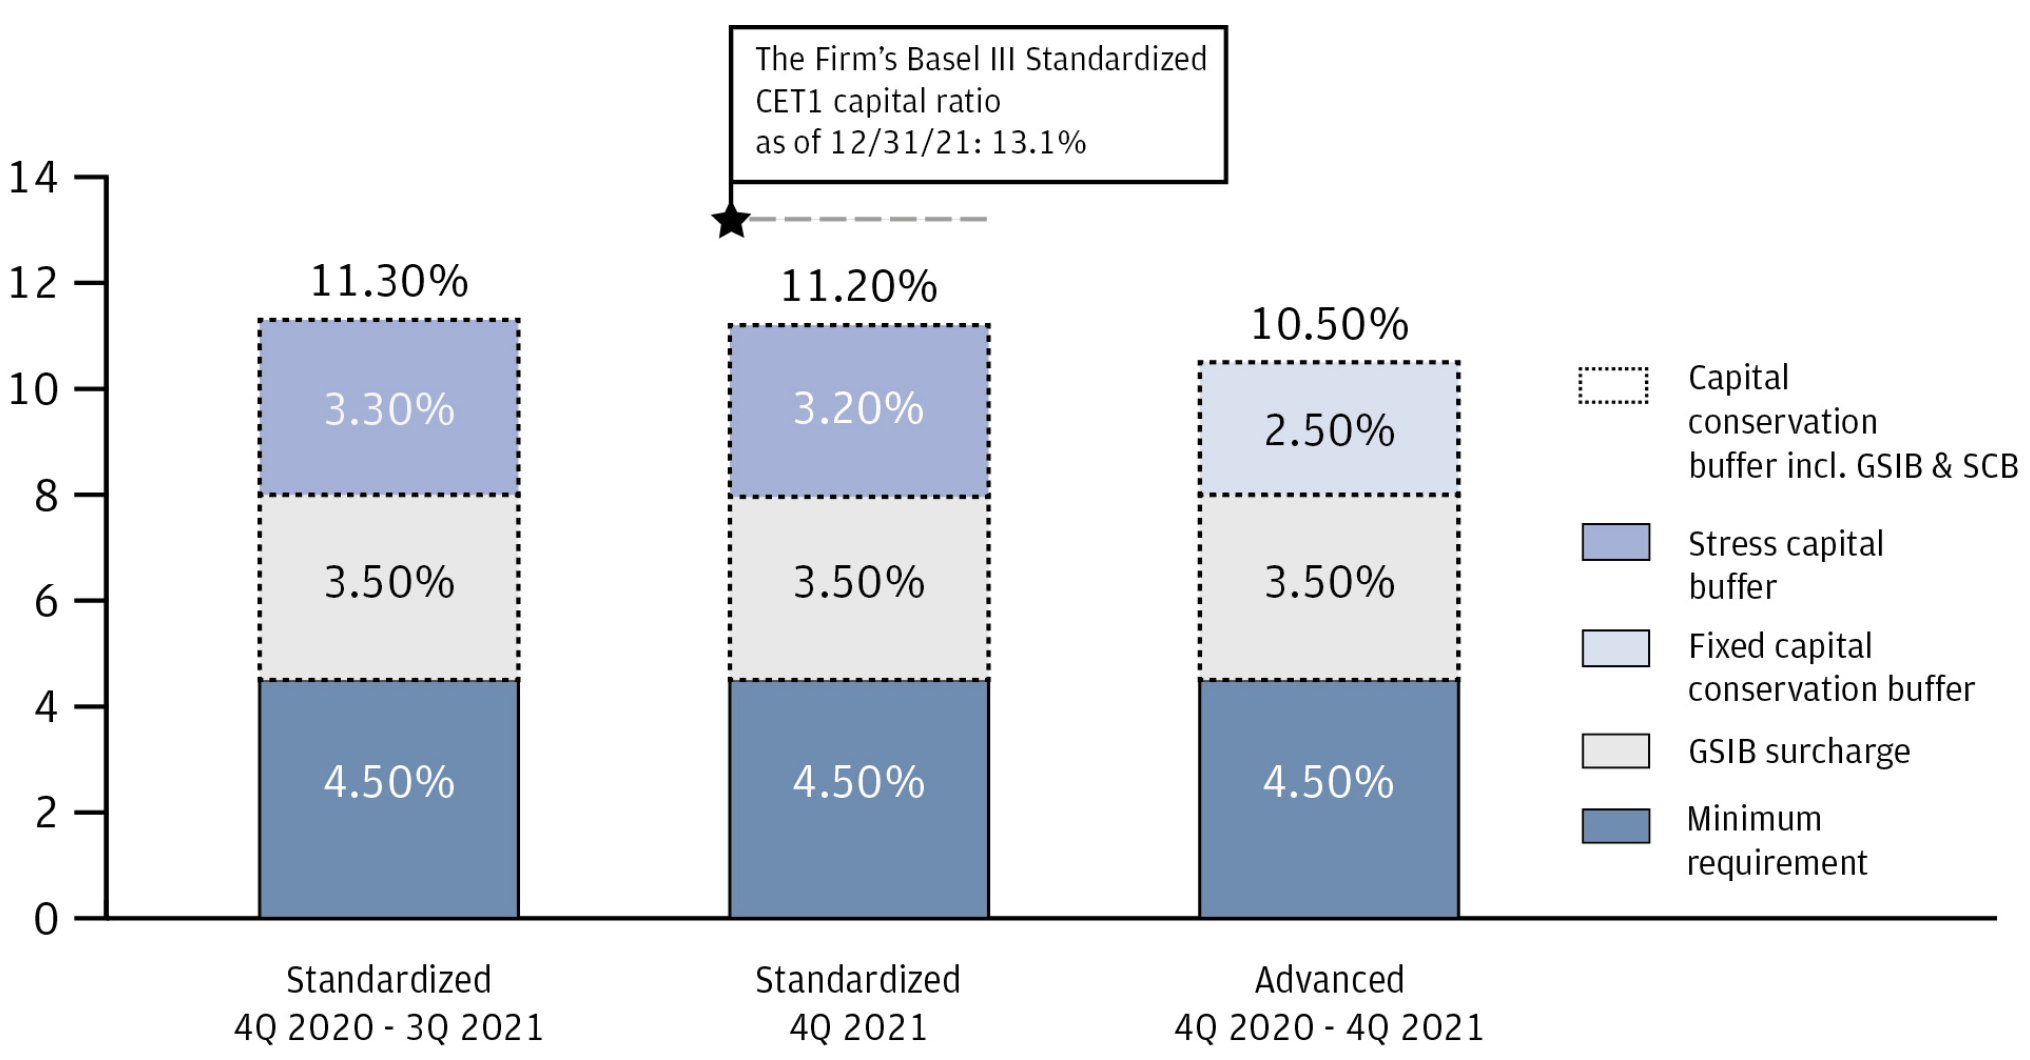 The Firm's Basel III Standardized
CET1 capital ratio
as of 12/31/21: 13.1%
14
12
10
8
6
4
2
0
11.30%
3.30%
3.50%
4.50%
11.20%
3.20%
3.50%
4.50%
10.50%
2.50%
3.50%
4.50%
Standardized
4Q 2020 - 3Q 2021
Standardized
4Q 2021
Advanced
4Q 2020 - 4Q 2021
Capital
conservation
buffer incl. GSIB & SCB
Stress capital
buffer
Fixed capital
conservation buffer
GSIB surcharge
Minimum
requirement